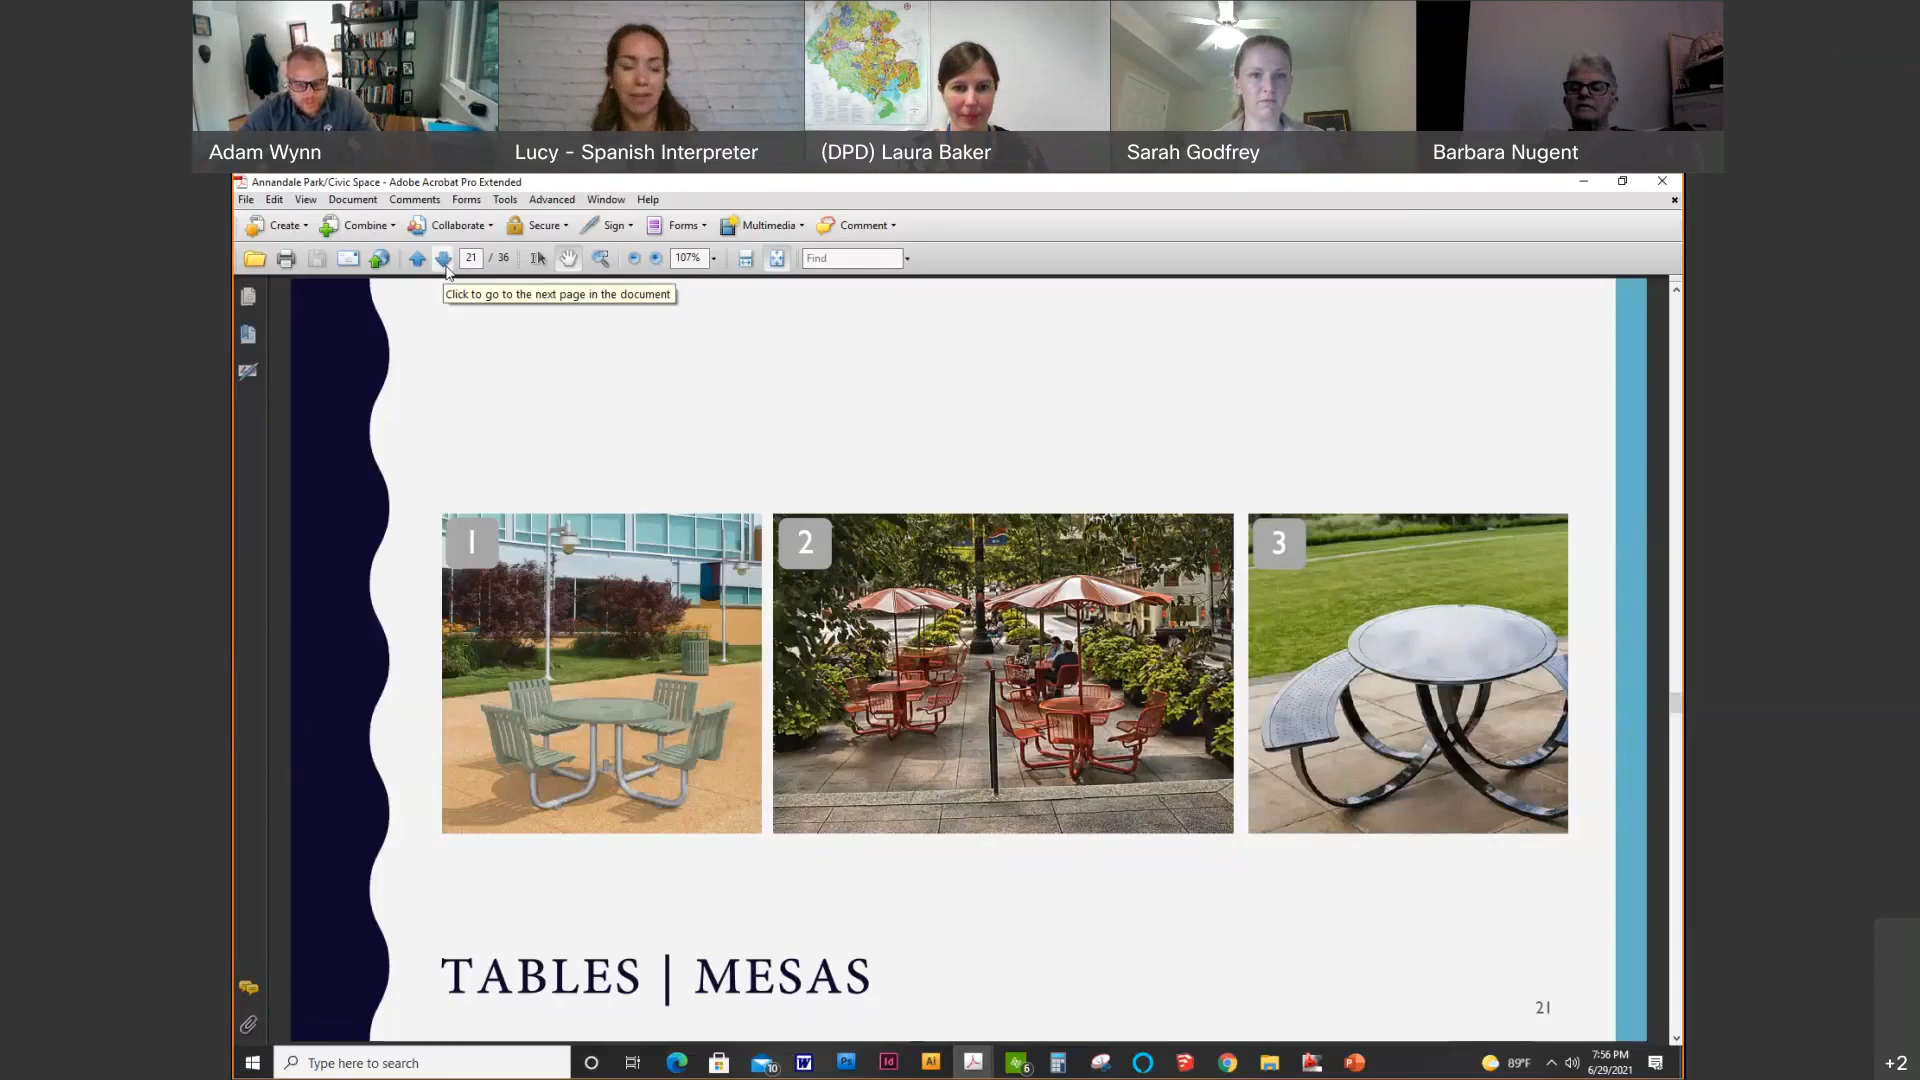 Adam Wynn
Lucy - Spanish Interpreter
(DPD) Laura Baker
Sarah Godfrey
Barbara Nugent
Annandale Park/Civic Space - Adobe Acrobat Pro Extended
File Edit View Document Comments Forms Tools Advanced Window Help
Create Combine Collaborate Secure Sign Forms Multimedia Comment
21 / 36 107% Find
Click to go to the next page in the document
1
2
3
TABLES | MESAS
21
Type here to search
10
6
89°F
7:56 PM
6/29/2021
+2